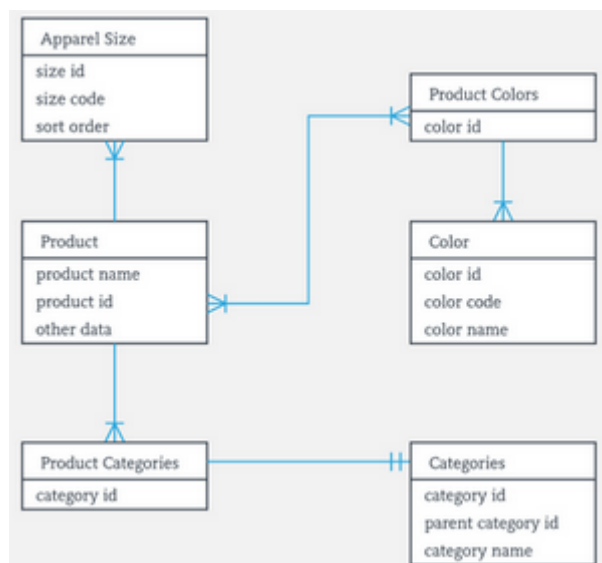 Apparel Size
size id
size code
sort order
Product Colors
color id
Product
product name
product id
other data
Color
color id
color code
color name
Product Categories
category id
Categories
category id
parent category id
category name